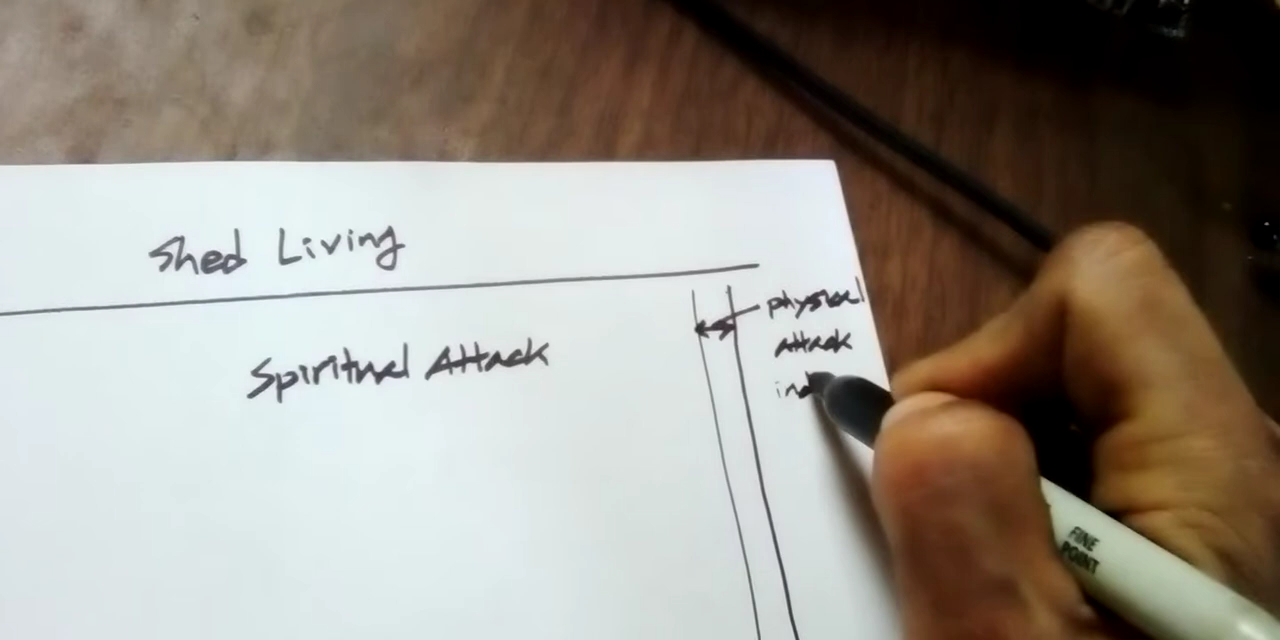 Shed Living
Spiritual Attack
physical
Attack
FINE
POINT